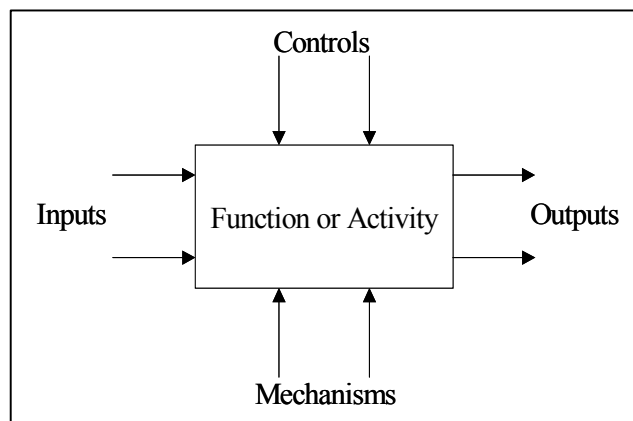 Controls
Inputs
Function or Activity
Outputs
Mechanisms